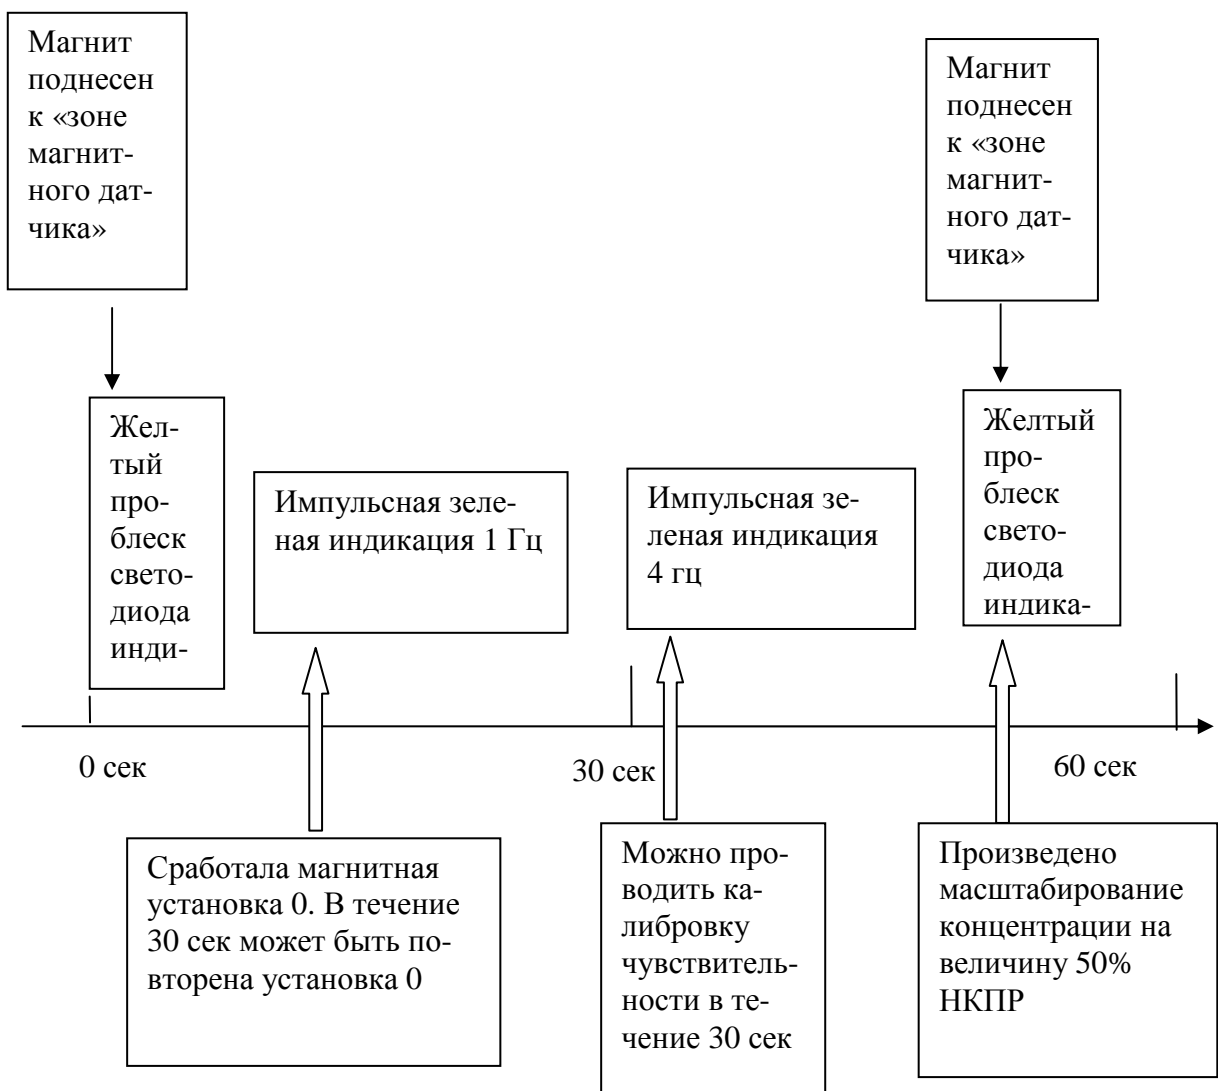 Магнит
поднесен
к «зоне
магнит-
ного дат-
чика»
Магнит
поднесен
к «зоне
магнит-
ного дат-
чика»
Жел-
тый
про-
блеск
свето-
диода
инди-
Импульсная зеле-
ная индикация 1 Гц
Импульсная зе-
леная индикация
4 гц
Желтый
про-
блеск
свето-
диода
индика-
0 сек
30 сек
60 сек
Сработала магнитная
установка 0. В течение
30 сек может быть по-
вторена установка 0
Можно про-
водить ка-
либровку
чувствитель-
ности в те-
чение 30 сек
Произведено
масштабирование
концентрации на
величину 50%
НКПР